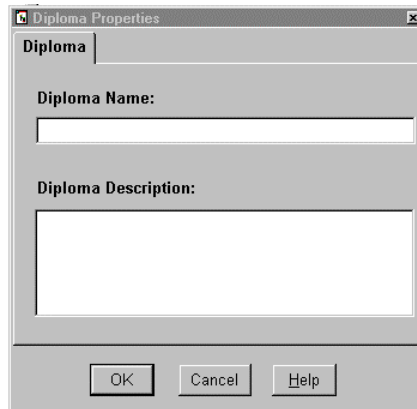 Diploma Properties
Diploma
Diploma Name:
Diploma Description:
OK Cancel Help